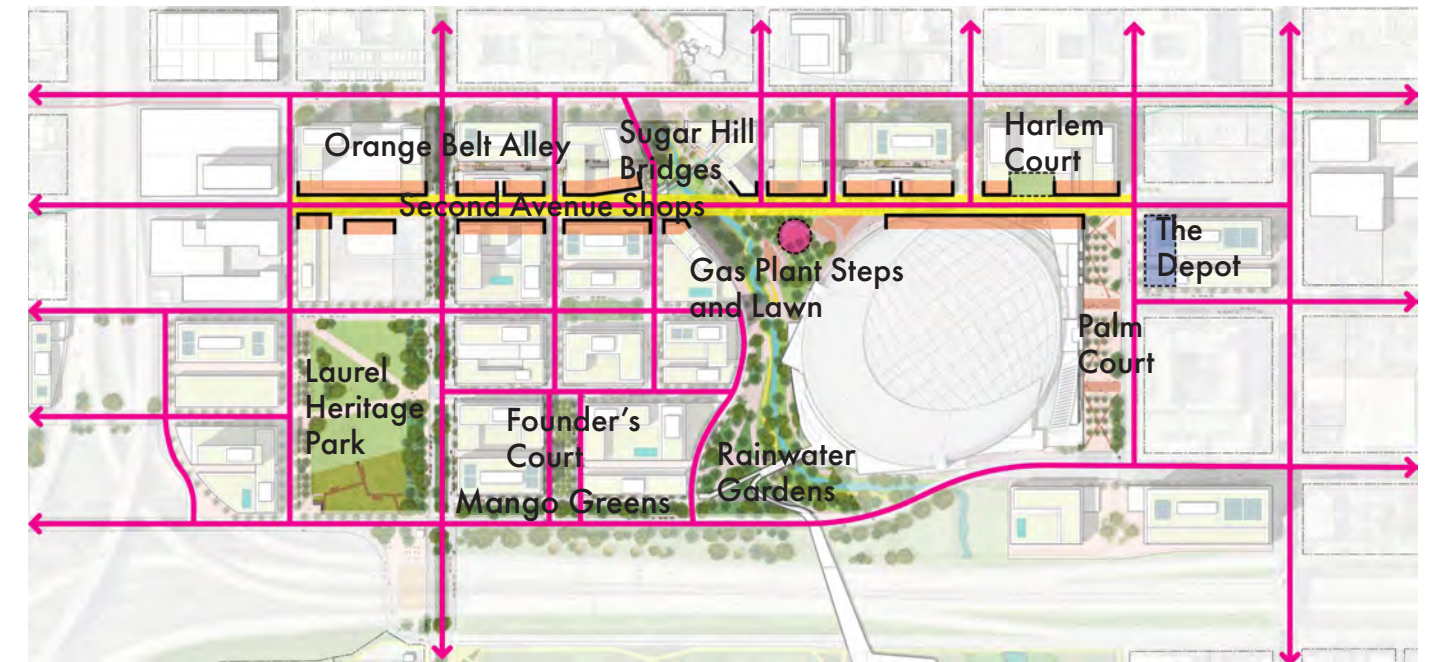 Orange Belt Alley
Sugar Hill
Bridges
Harlem
Court
Second Avenue Shops
The
Depot
Gas Plant Steps
and Lawn
Palm
Court
Laurel
Heritage
Park
Founder's
Court
Rainwater
Gardens
Mango Greens